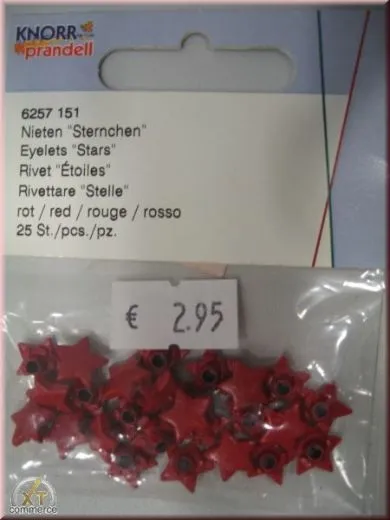 KNORR
prandell
6257 151
Nieten "Sternchen"
Eyelets "Stars"
Rivet "Étoiles"
Rivettare "Stelle"
rot / red / rouge / rosso
25 St./pcs./pz.
€ 2.95
XT
commerce